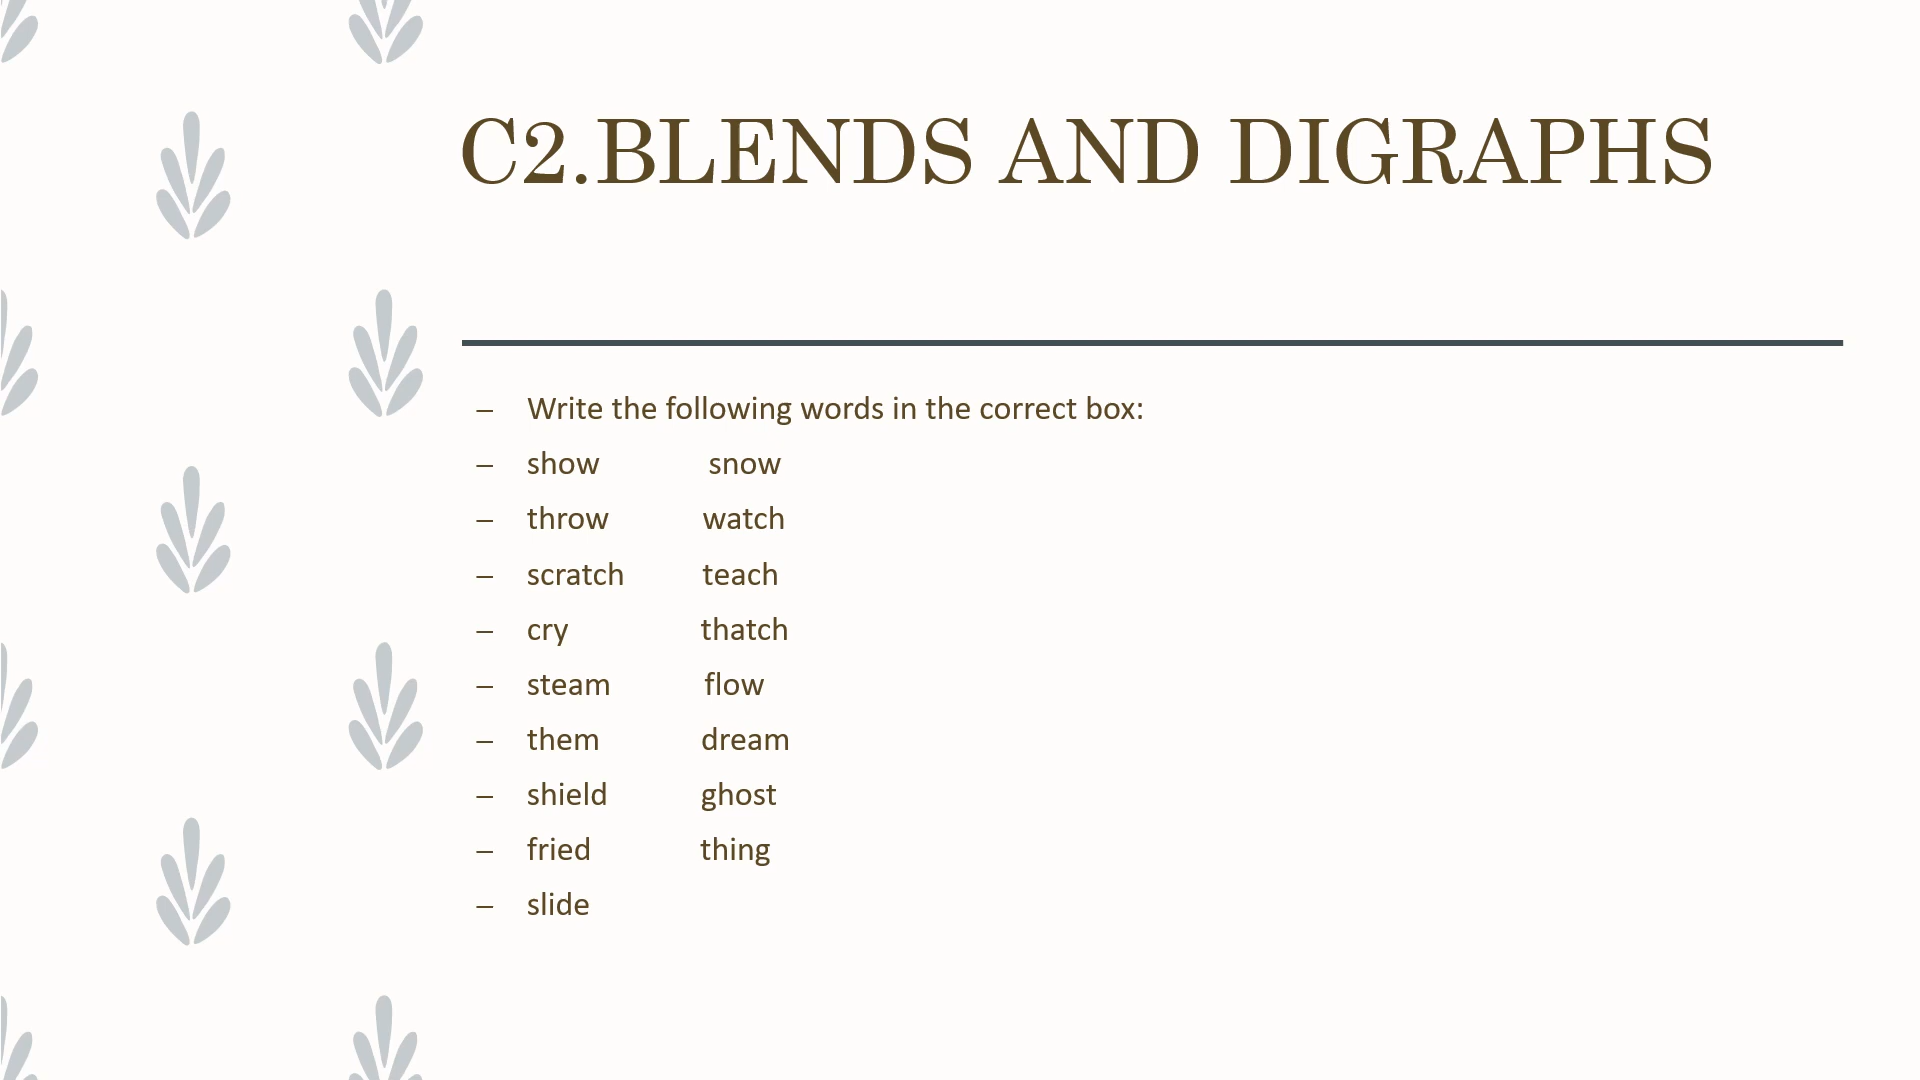 C2.BLENDS AND DIGRAPHS
– Write the following words in the correct box:
– show snow
– throw watch
– scratch teach
– cry thatch
– steam flow
– them dream
– shield ghost
– fried thing
– slide